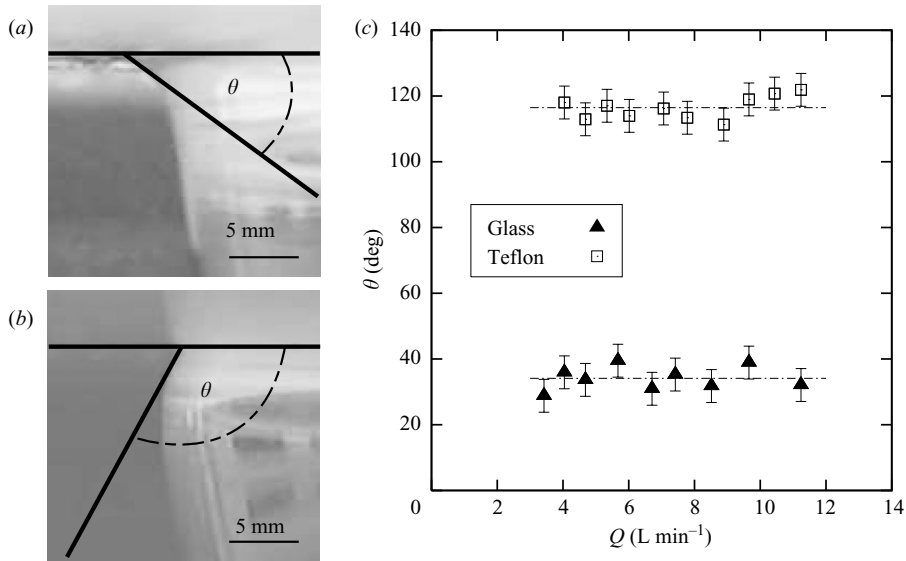 (a)
θ
5 mm
(b)
θ
5 mm
(c)
140
120
100
80
60
40
20
0
2
4
6
8
10
12
14
θ (deg)
Q (L min⁻¹)
Glass
Teflon